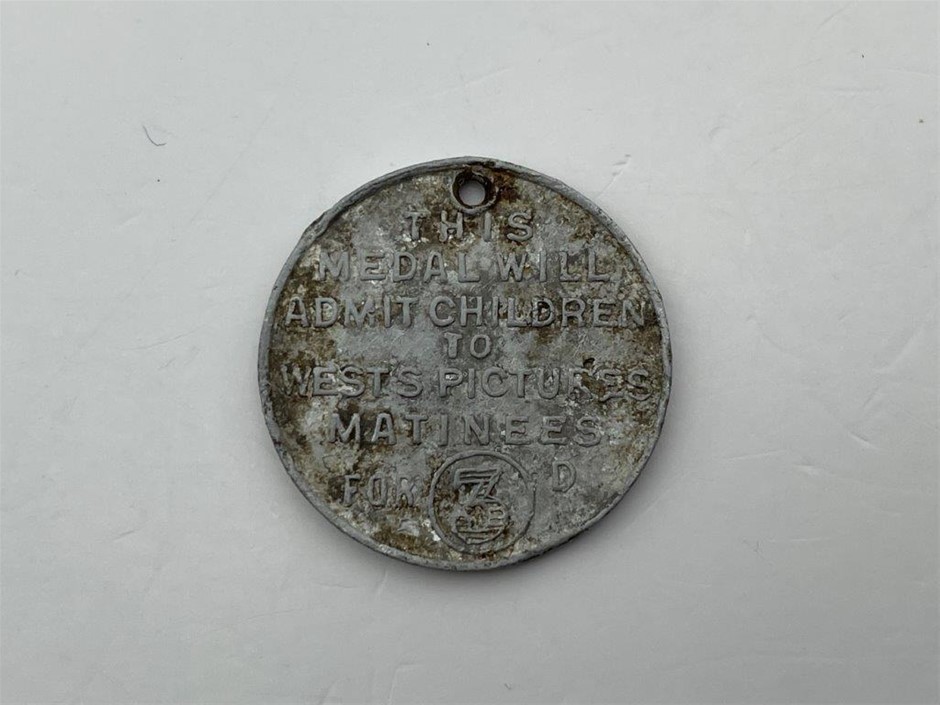 THIS
MEDAL WILL
ADMIT CHILDREN
TO
WEST'S PICTURES
MATINEES
FOR 3 D